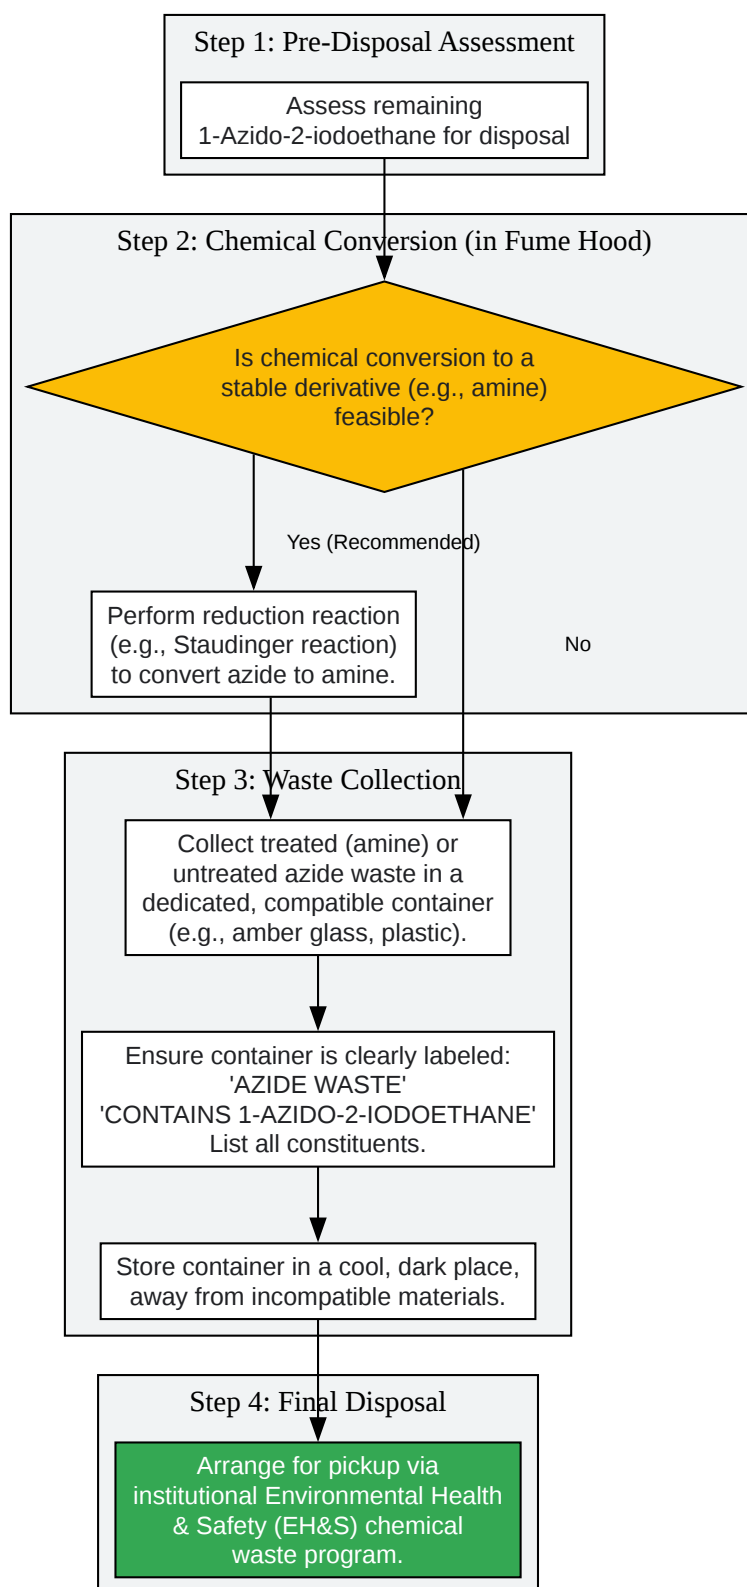 Step 1: Pre-Disposal Assessment
Assess remaining
1-Azido-2-iodoethane for disposal
Step 2: Chemical Conversion (in Fume Hood)
Is chemical conversion to a
stable derivative (e.g., amine)
feasible?
Yes (Recommended)
Perform reduction reaction
(e.g., Staudinger reaction)
to convert azide to amine.
No
Step 3: Waste Collection
Collect treated (amine) or
untreated azide waste in a
dedicated, compatible container
(e.g., amber glass, plastic).
Ensure container is clearly labeled:
'AZIDE WASTE'
'CONTAINS 1-AZIDO-2-IODOETHANE'
List all constituents.
Store container in a cool, dark place,
away from incompatible materials.
Step 4: Final Disposal
Arrange for pickup via
institutional Environmental Health
& Safety (EH&S) chemical
waste program.